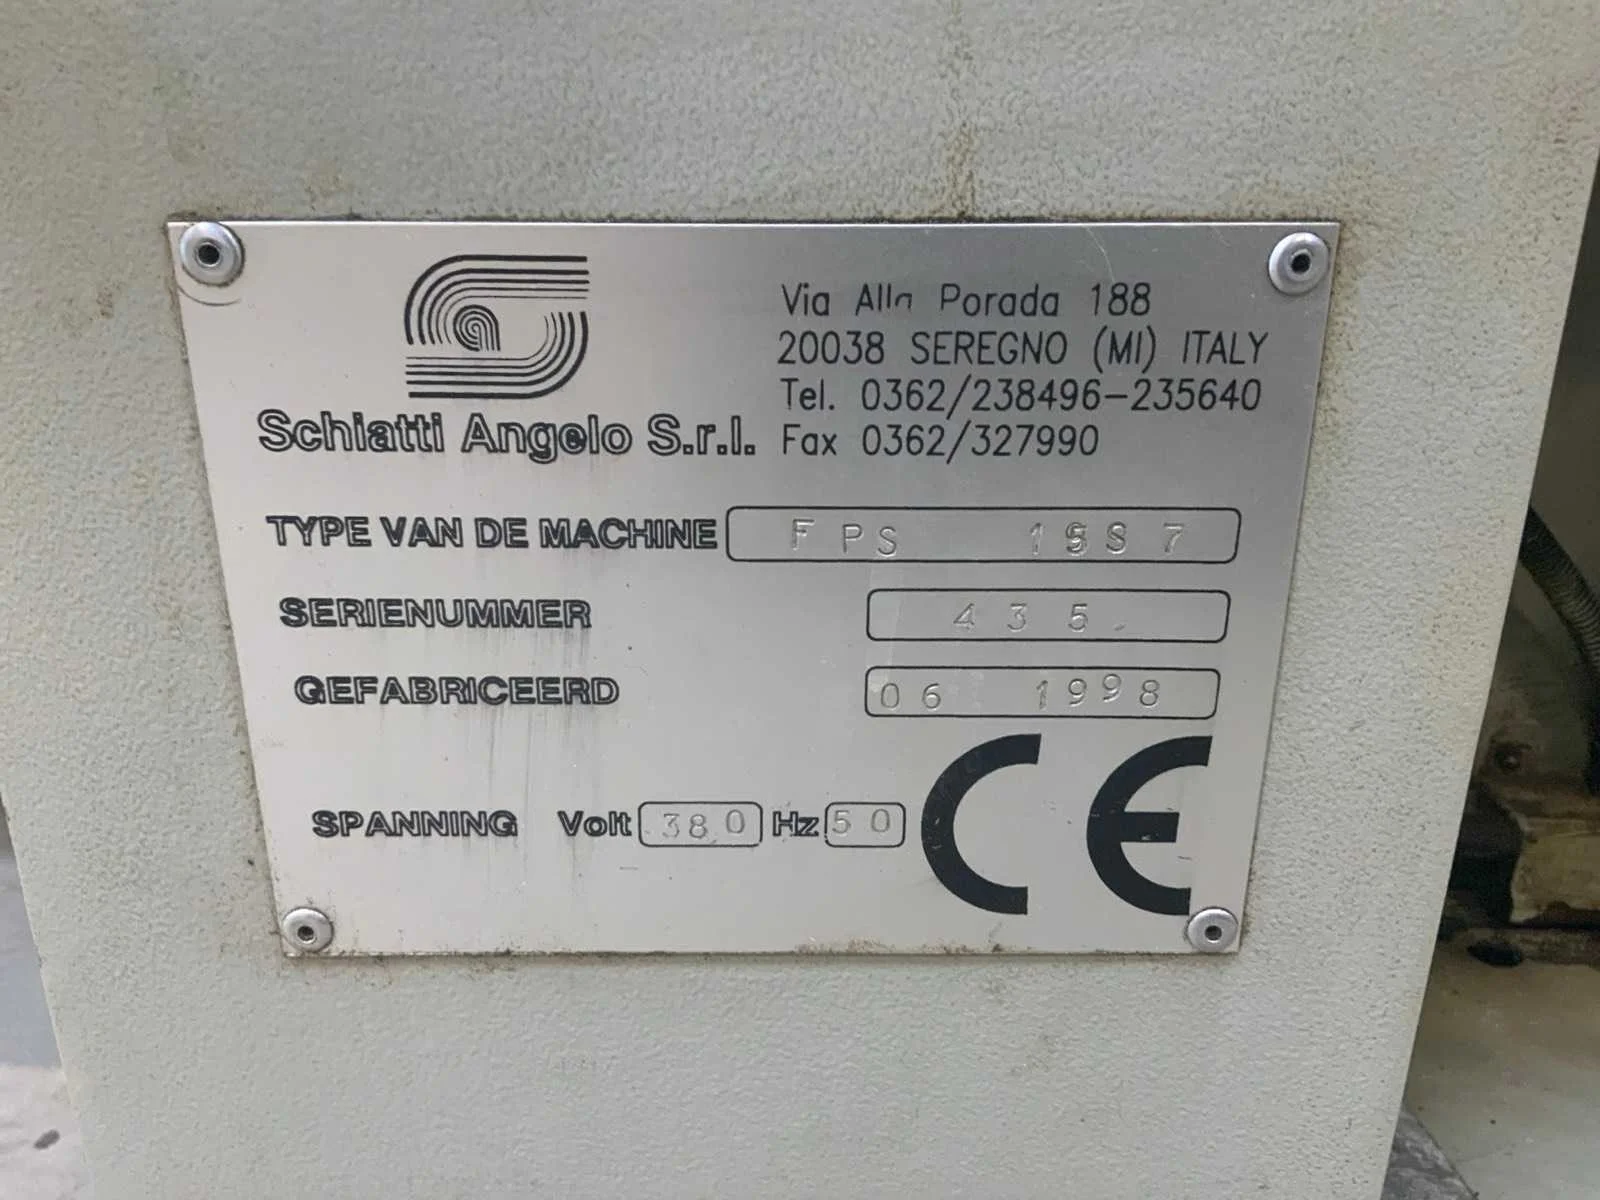 Via Alla Porada 188
20038 SEREGNO (MI) ITALY
Tel. 0362/238496-235640
Schiatti Angelo S.r.l. Fax 0362/327990
TYPE VAN DE MACHINE FPS
SERIENUMMER 435
GEFABRICEERD 06 1998
SPANNING Volt 380 Hz 50
CE